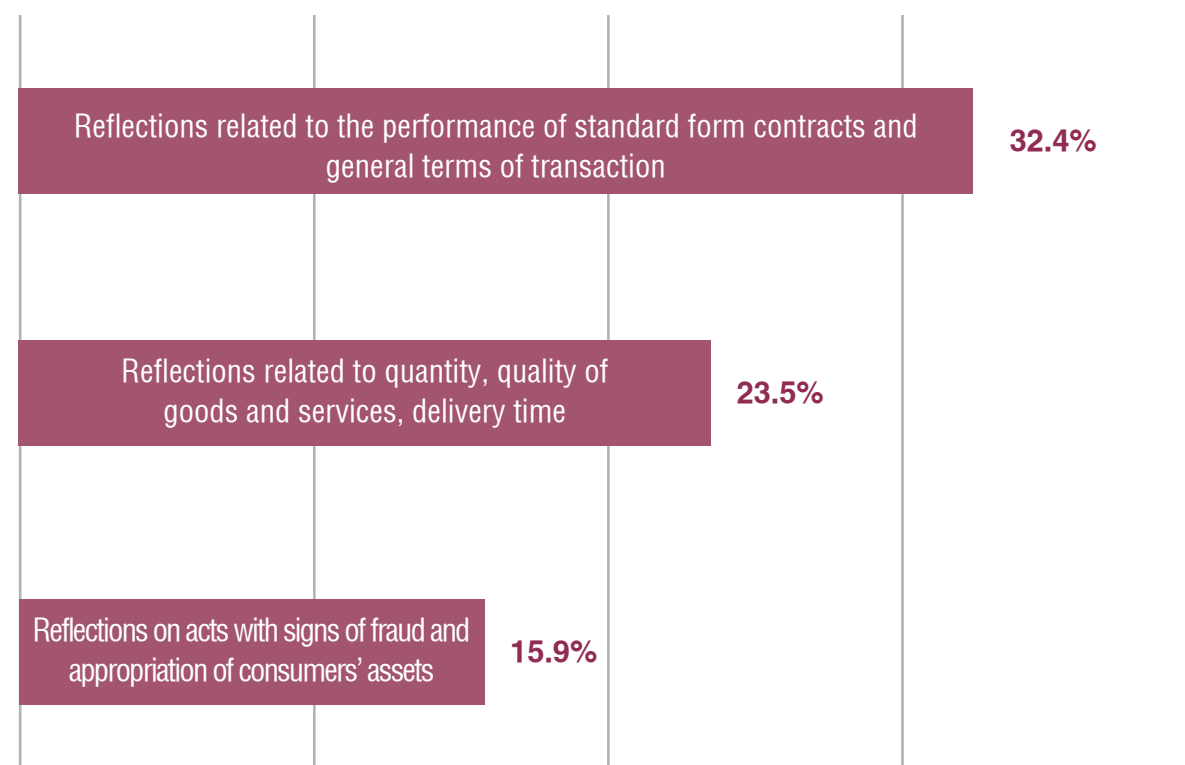 Reflections related to the performance of standard form contracts and
general terms of transaction
32.4%
Reflections related to quantity, quality of
goods and services, delivery time
23.5%
Reflections on acts with signs of fraud and
appropriation of consumers’ assets
15.9%